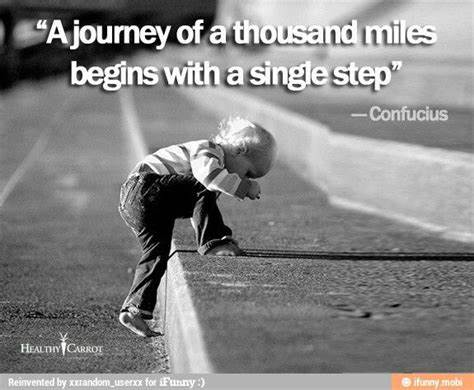 “A journey of a thousand miles
begins with a single step”
— Confucius
HEALTHY CARROT
Reinvented by xxrandom_userxx for iFunny :)
ifunny.mobi